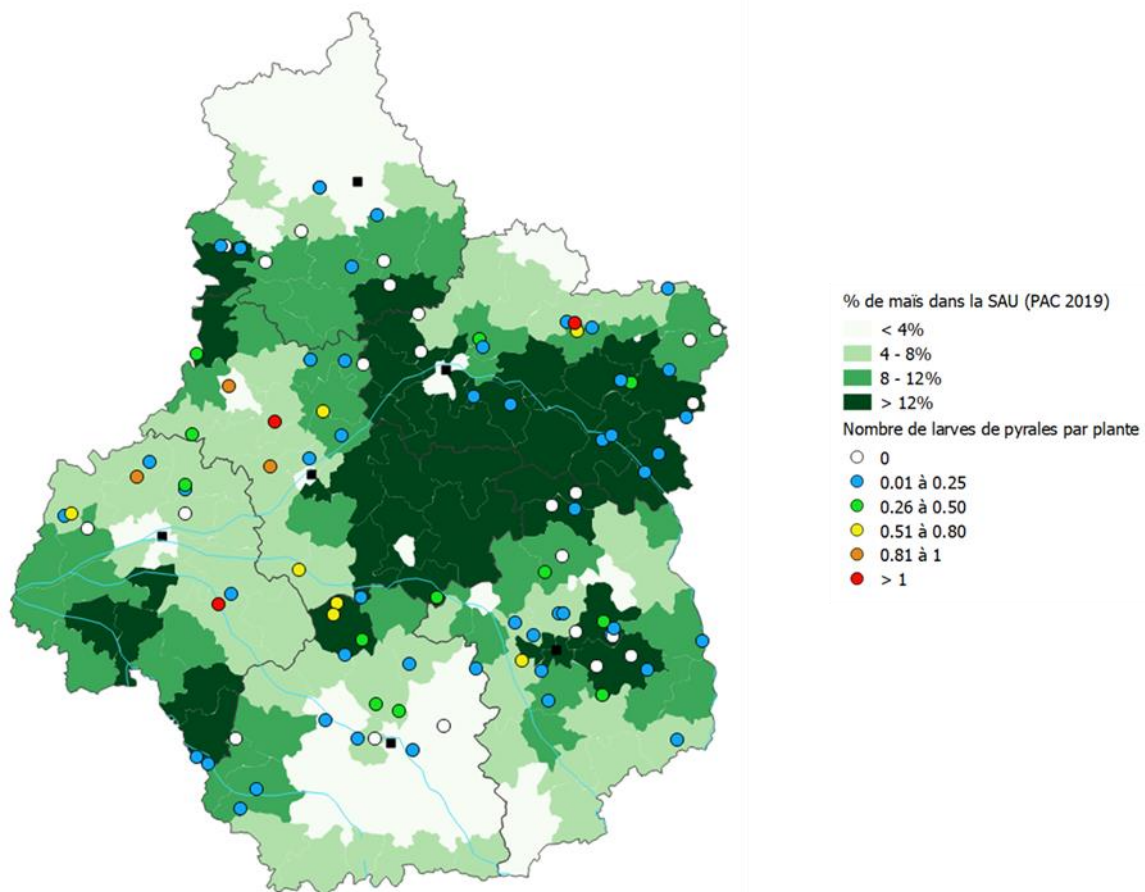 % de maïs dans la SAU (PAC 2019)
< 4%
4 - 8%
8 - 12%
> 12%
Nombre de larves de pyrales par plante
0
0.01 à 0.25
0.26 à 0.50
0.51 à 0.80
0.81 à 1
> 1